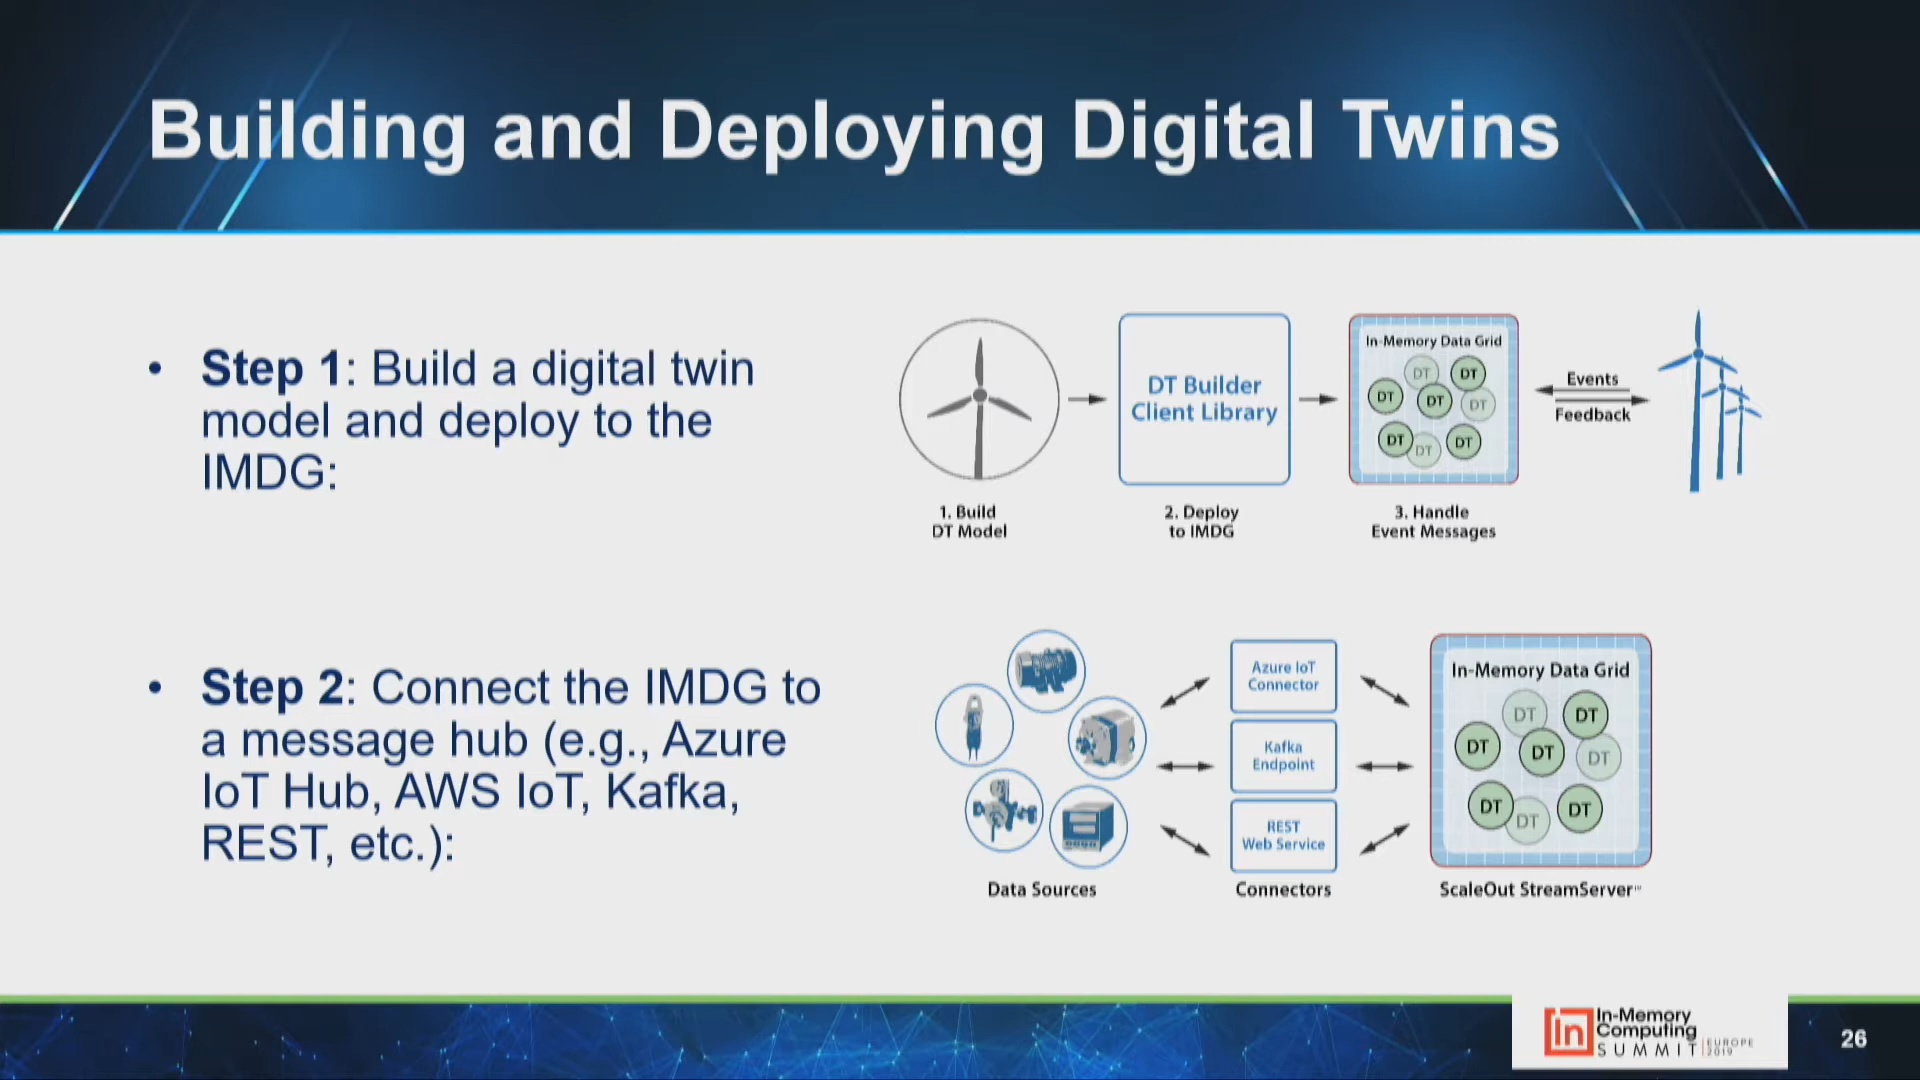 Building and Deploying Digital Twins
• Step 1: Build a digital twin
model and deploy to the
IMDG:
DT Builder
Client Library
In-Memory Data Grid
DT
DT
DT
DT
DT
DT
DT
DT
Events
Feedback
1. Build
DT Model
2. Deploy
to IMDG
3. Handle
Event Messages
• Step 2: Connect the IMDG to
a message hub (e.g., Azure
IoT Hub, AWS IoT, Kafka,
REST, etc.):
Azure IoT
Connector
Kafka
Endpoint
REST
Web Service
In-Memory Data Grid
DT
DT
DT
DT
DT
DT
DT
DT
Data Sources
Connectors
ScaleOut StreamServer™
In-Memory
Computing
SUMMIT
EUROPE
2019
26